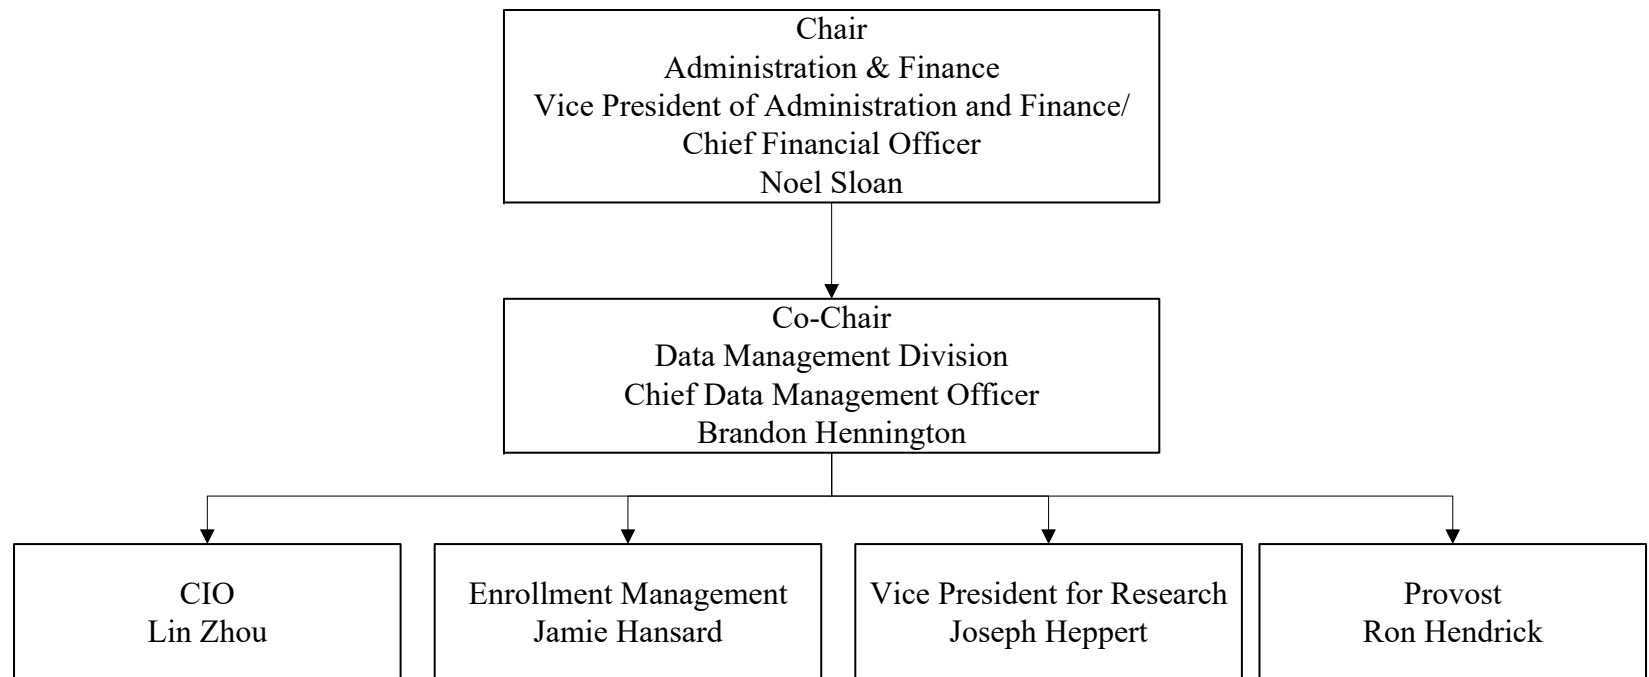 Chair
Administration & Finance
Vice President of Administration and Finance/
Chief Financial Officer
Noel Sloan
Co-Chair
Data Management Division
Chief Data Management Officer
Brandon Hennington
CIO
Lin Zhou
Enrollment Management
Jamie Hansard
Vice President for Research
Joseph Heppert
Provost
Ron Hendrick